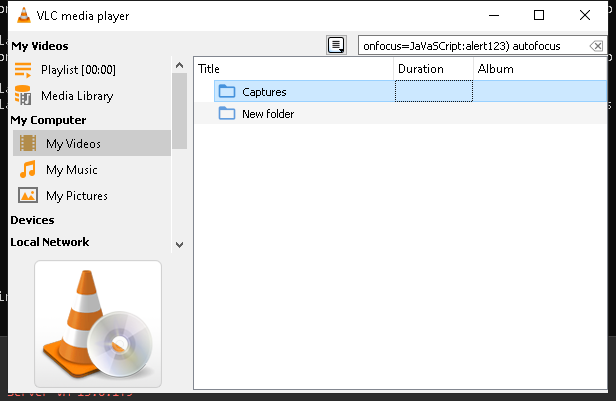 VLC media player
My Videos
onfocus=JaVaSCript:alert123) autofocus
Playlist [00:00]
Media Library
My Computer
My Videos
My Music
My Pictures
Devices
Local Network
Title Duration Album
Captures
New folder